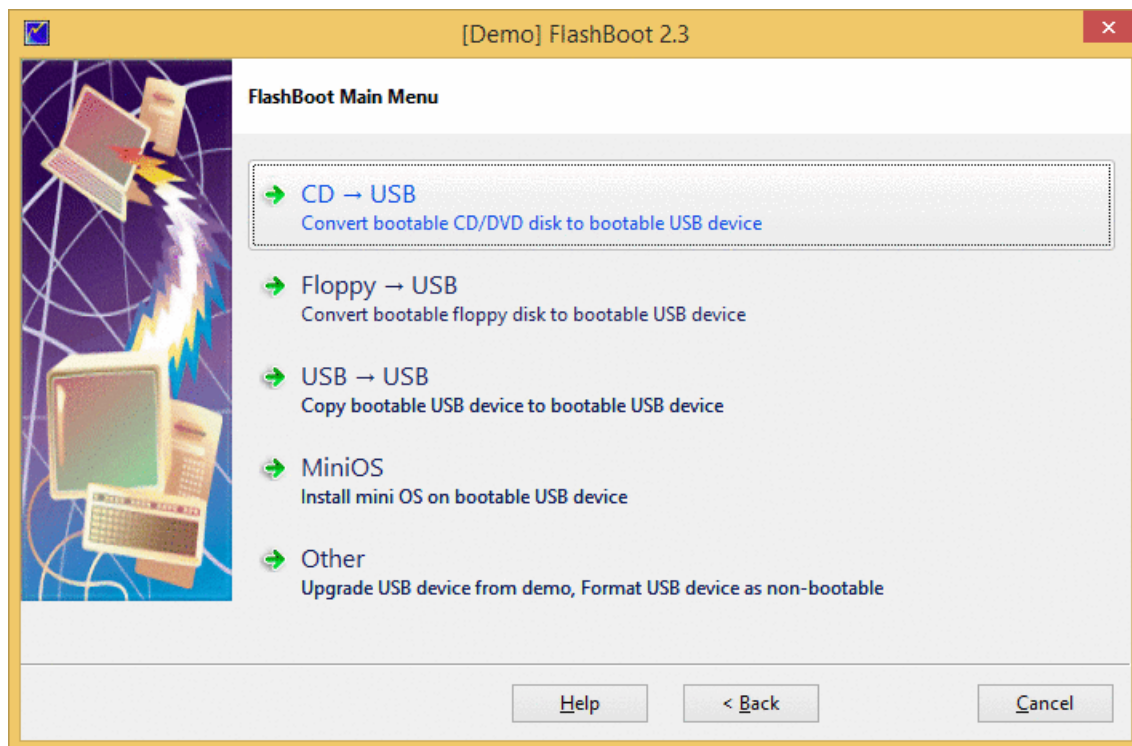 [Demo] FlashBoot 2.3
FlashBoot Main Menu
CD → USB
Convert bootable CD/DVD disk to bootable USB device
Floppy → USB
Convert bootable floppy disk to bootable USB device
USB → USB
Copy bootable USB device to bootable USB device
MiniOS
Install mini OS on bootable USB device
Other
Upgrade USB device from demo, Format USB device as non-bootable
Help
< Back
Cancel